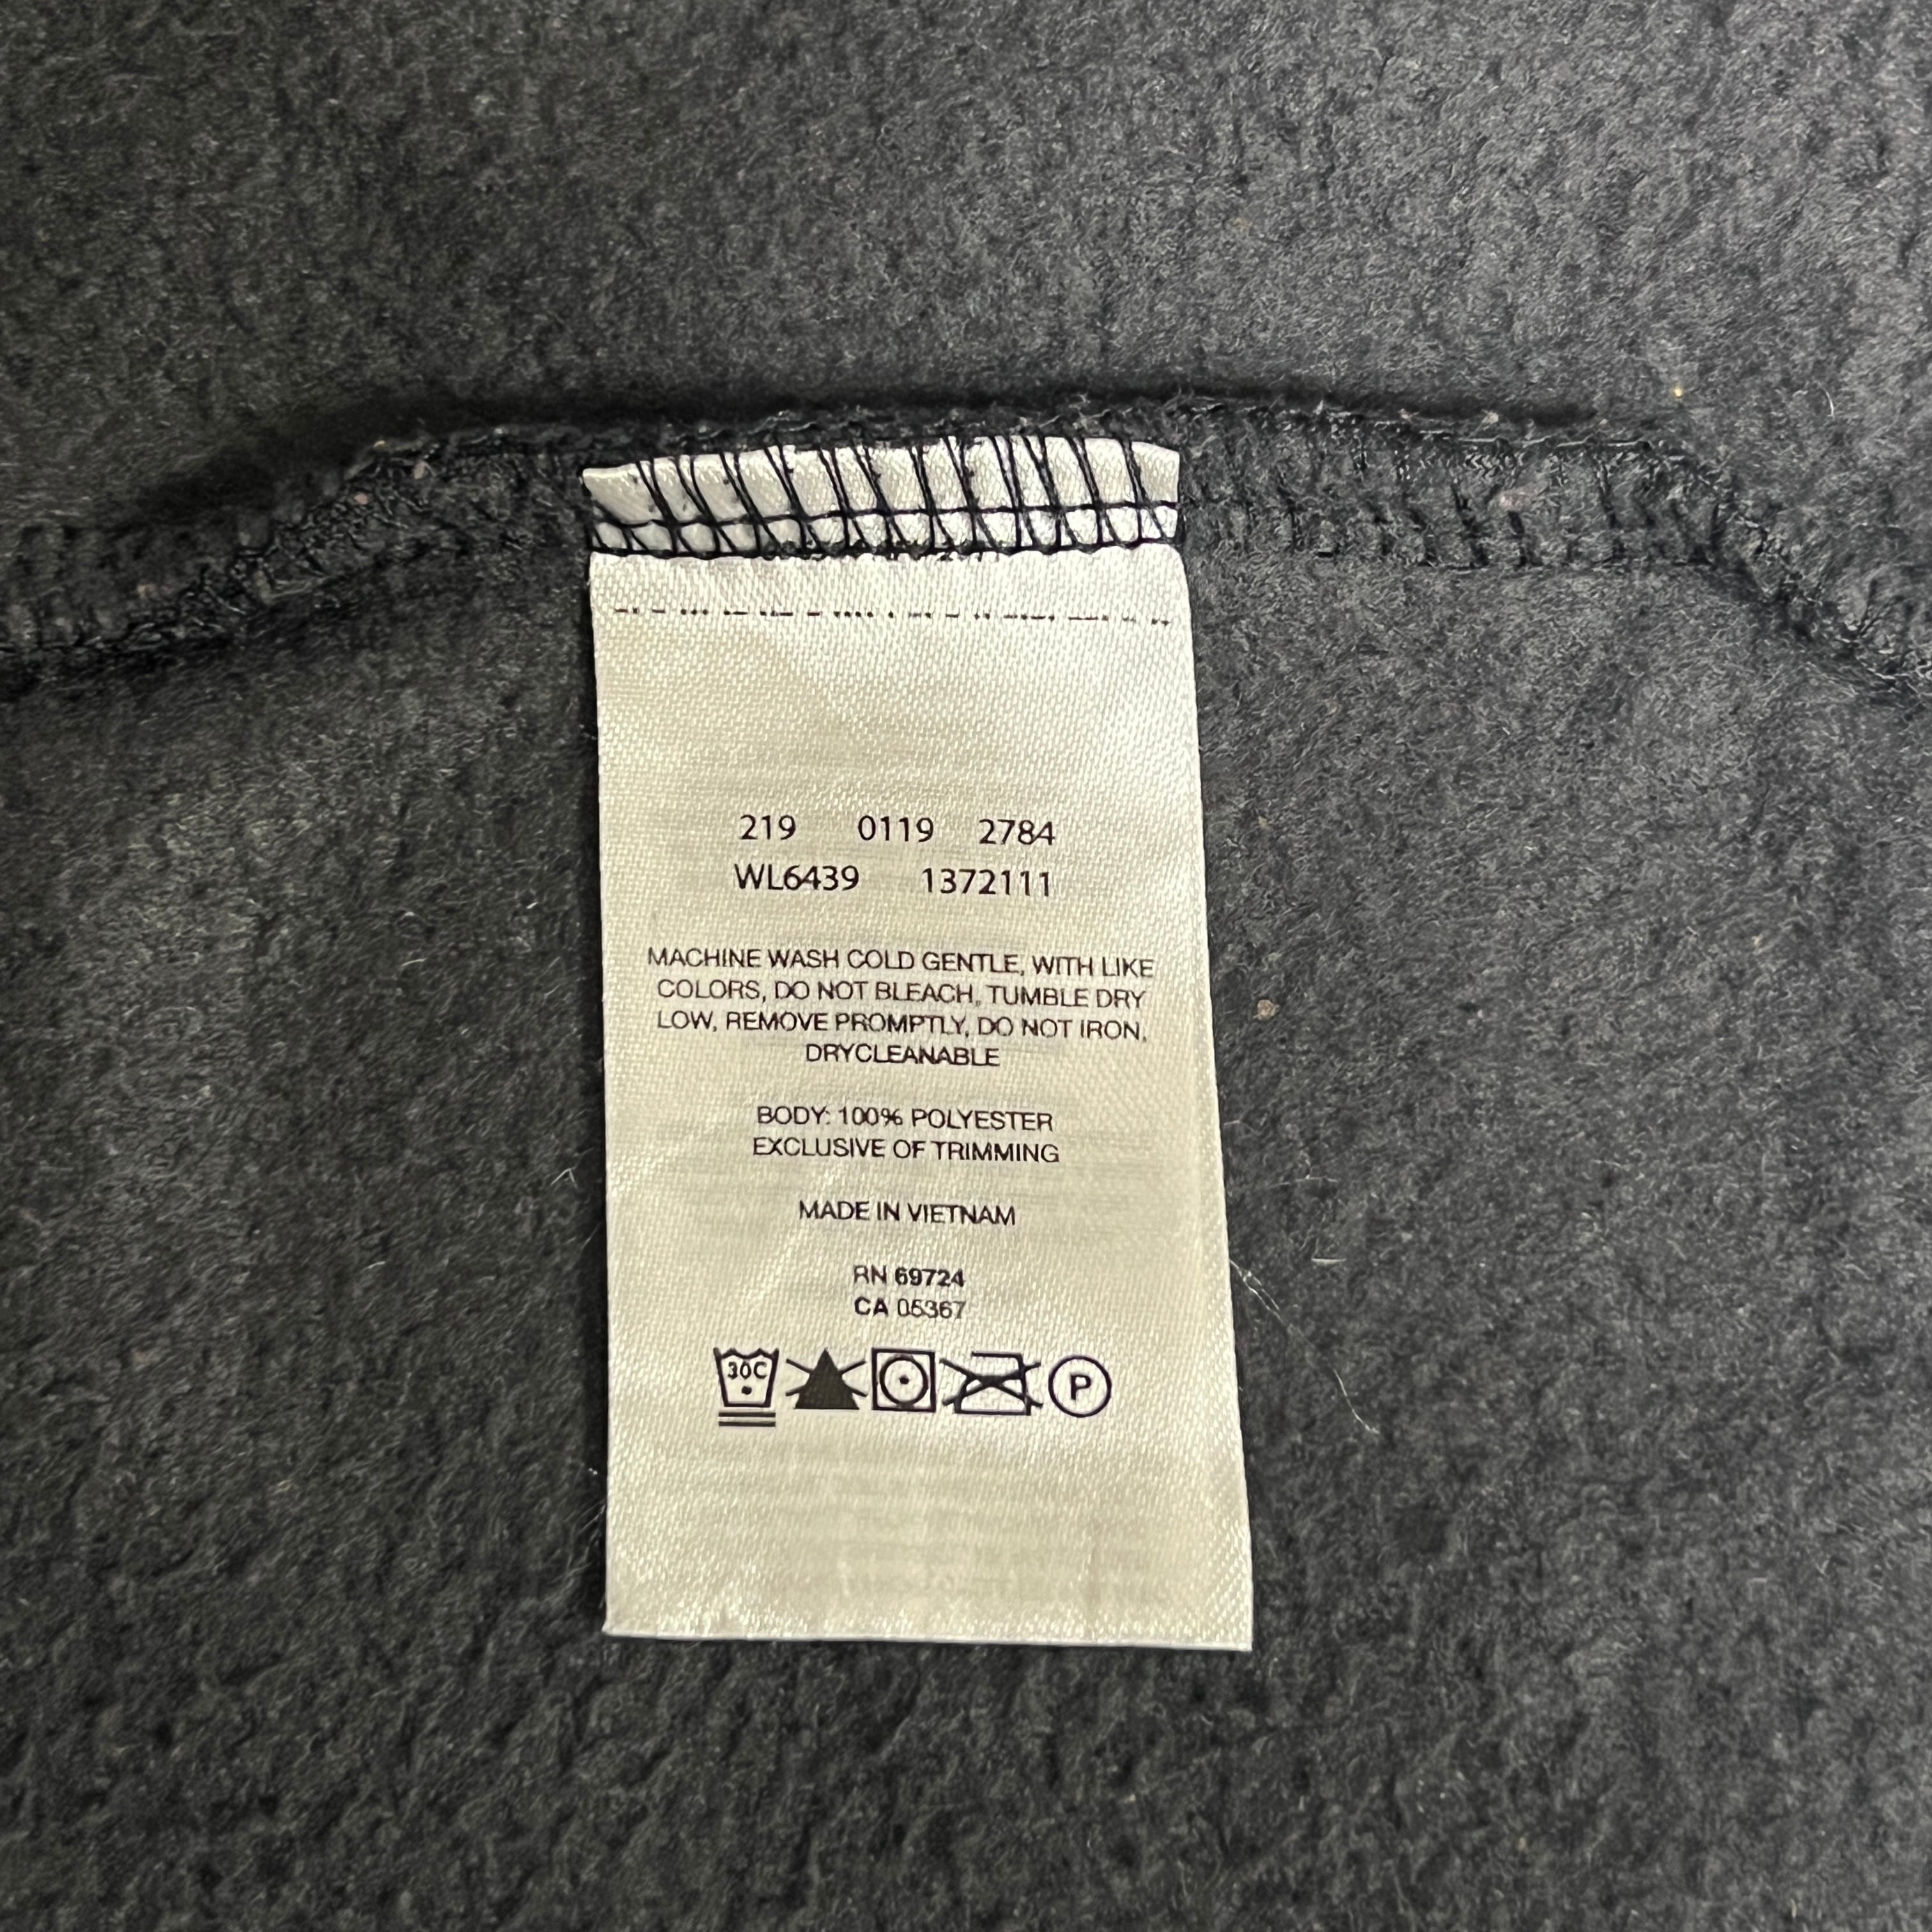 219 0119 2784
WL6439 1372111
MACHINE WASH COLD GENTLE, WITH LIKE
COLORS, DO NOT BLEACH, TUMBLE DRY
LOW, REMOVE PROMPTLY, DO NOT IRON,
DRYCLEANABLE
BODY: 100% POLYESTER
EXCLUSIVE OF TRIMMING
MADE IN VIETNAM
RN 69724
CA 05367
30C P